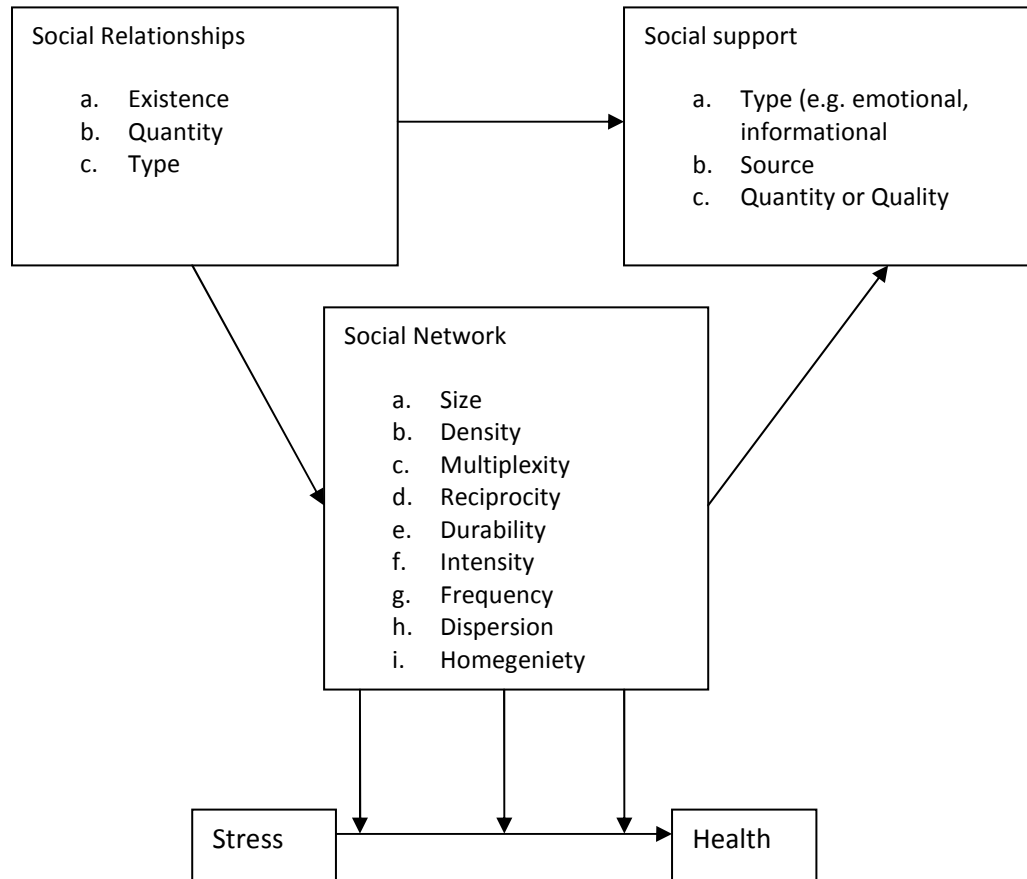 Social Relationships
a. Existence
b. Quantity
c. Type
Social support
a. Type (e.g. emotional,
informational
b. Source
c. Quantity or Quality
Social Network
a. Size
b. Density
c. Multiplexity
d. Reciprocity
e. Durability
f. Intensity
g. Frequency
h. Dispersion
i. Homegeniety
Stress
Health